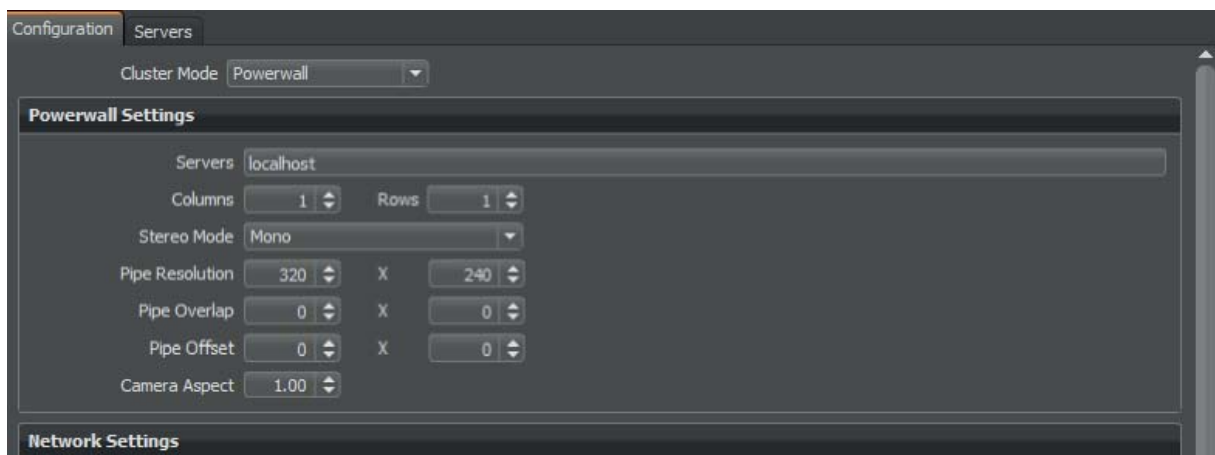 Configuration Servers
Cluster Mode Powerwall
Powerwall Settings
Servers localhost
Columns 1 Rows 1
Stereo Mode Mono
Pipe Resolution 320 X 240
Pipe Overlap 0 X 0
Pipe Offset 0 X 0
Camera Aspect 1.00
Network Settings